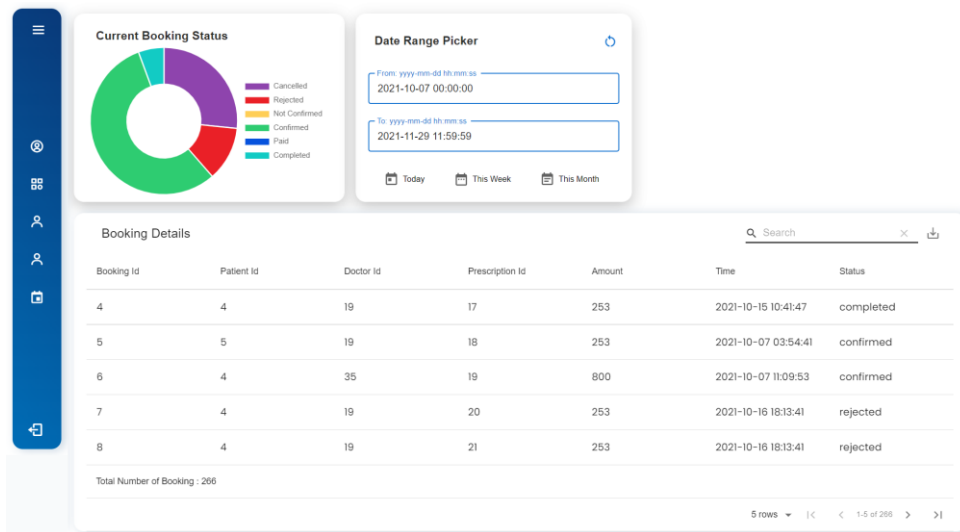 Current Booking Status
Cancelled
Rejected
Not Confirmed
Confirmed
Paid
Completed
Date Range Picker
From: yyyy-mm-dd hh:mm:ss
2021-10-07 00:00:00
To: yyyy-mm-dd hh:mm:ss
2021-11-29 11:59:59
Today This Week This Month
Booking Details
Search
Booking Id Patient Id Doctor Id Prescription Id Amount Time Status
4 4 19 17 253 2021-10-15 10:41:47 completed
5 5 19 18 253 2021-10-07 03:54:41 confirmed
6 4 35 19 800 2021-10-07 11:09:53 confirmed
7 4 19 20 253 2021-10-16 18:13:41 rejected
8 4 19 21 253 2021-10-16 18:13:41 rejected
Total Number of Booking : 266
5 rows 1-5 of 266